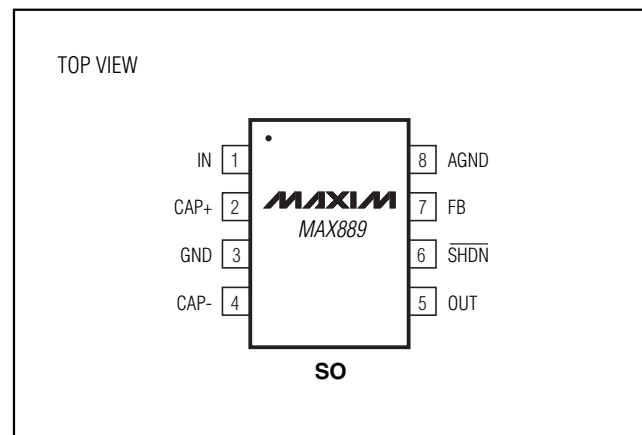 TOP VIEW
IN 1
CAP+ 2
GND 3
CAP- 4
MAXIM
MAX889
8 AGND
7 FB
6 SHDN
5 OUT
SO